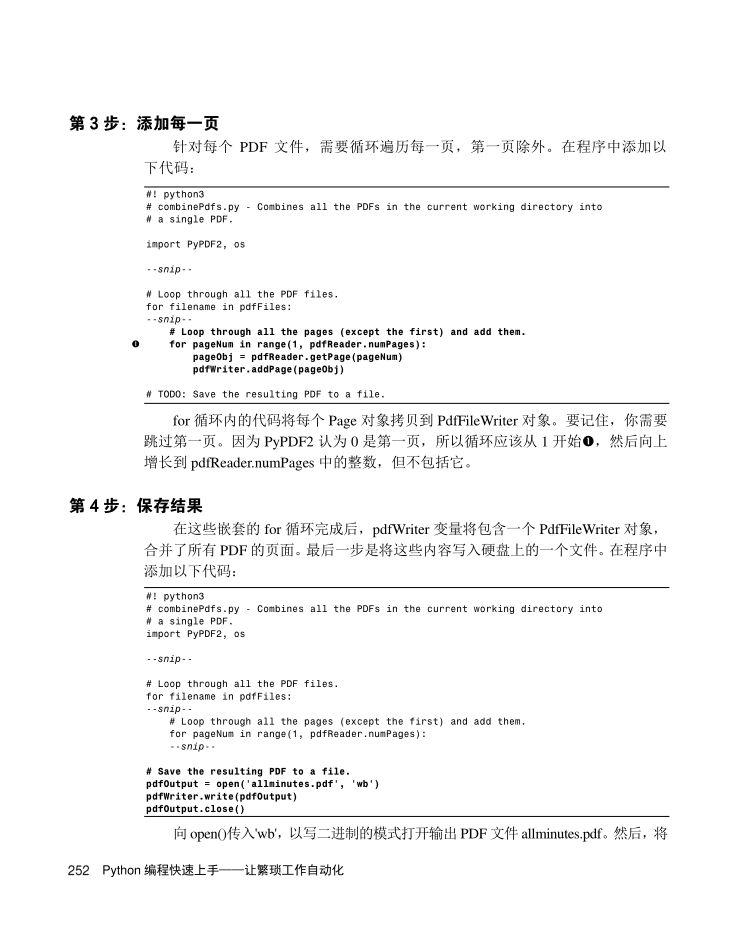 第 3 步：添加每一页
针对每个 PDF 文件，需要循环遍历每一页，第一页除外。在程序中添加以
下代码：
#! python3
# combinePdfs.py - Combines all the PDFs in the current working directory into
# a single PDF.
import PyPDF2, os
--snip--
# Loop through all the PDF files.
for filename in pdfFiles:
--snip--
    # Loop through all the pages (except the first) and add them.
❶    for pageNum in range(1, pdfReader.numPages):
        pageObj = pdfReader.getPage(pageNum)
        pdfWriter.addPage(pageObj)
# TODO: Save the resulting PDF to a file.
for 循环内的代码将每个 Page 对象拷贝到 PdfFileWriter 对象。要记住，你需要
跳过第一页。因为 PyPDF2 认为 0 是第一页，所以循环应该从 1 开始❶，然后向上
增长到 pdfReader.numPages 中的整数，但不包括它。
第 4 步：保存结果
在这些嵌套的 for 循环完成后，pdfWriter 变量将包含一个 PdfFileWriter 对象，
合并了所有 PDF 的页面。最后一步是将这些内容写入硬盘上的一个文件。在程序中
添加以下代码：
#! python3
# combinePdfs.py - Combines all the PDFs in the current working directory into
# a single PDF.
import PyPDF2, os
--snip--
# Loop through all the PDF files.
for filename in pdfFiles:
--snip--
    # Loop through all the pages (except the first) and add them.
    for pageNum in range(1, pdfReader.numPages):
    --snip--
# Save the resulting PDF to a file.
pdfOutput = open('allminutes.pdf', 'wb')
pdfWriter.write(pdfOutput)
pdfOutput.close()
向 open()传入'wb'，以写二进制的模式打开输出 PDF 文件 allminutes.pdf。然后，将
252 Python 编程快速上手——让繁琐工作自动化